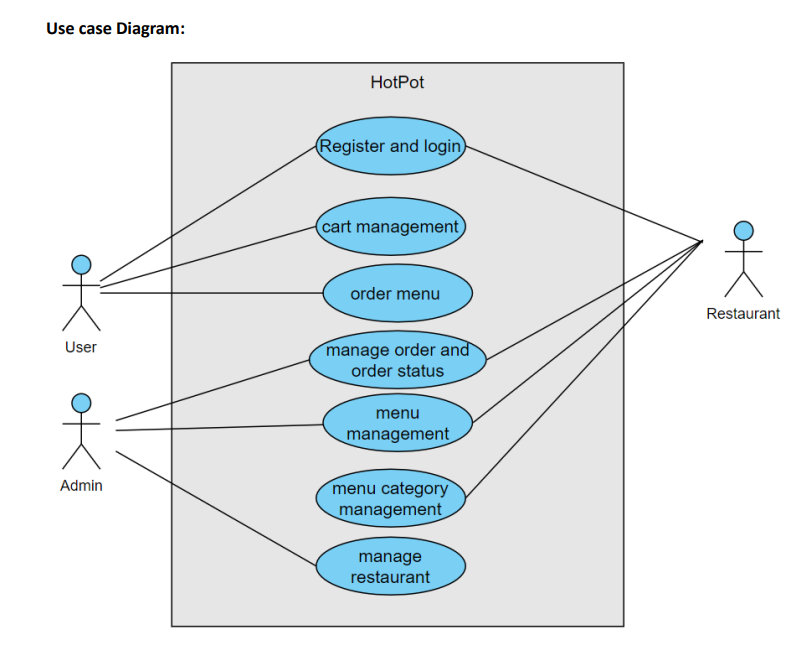 Use case Diagram:
HotPot
Register and login
cart management
order menu
manage order and
order status
menu
management
menu category
management
manage
restaurant
User
Admin
Restaurant